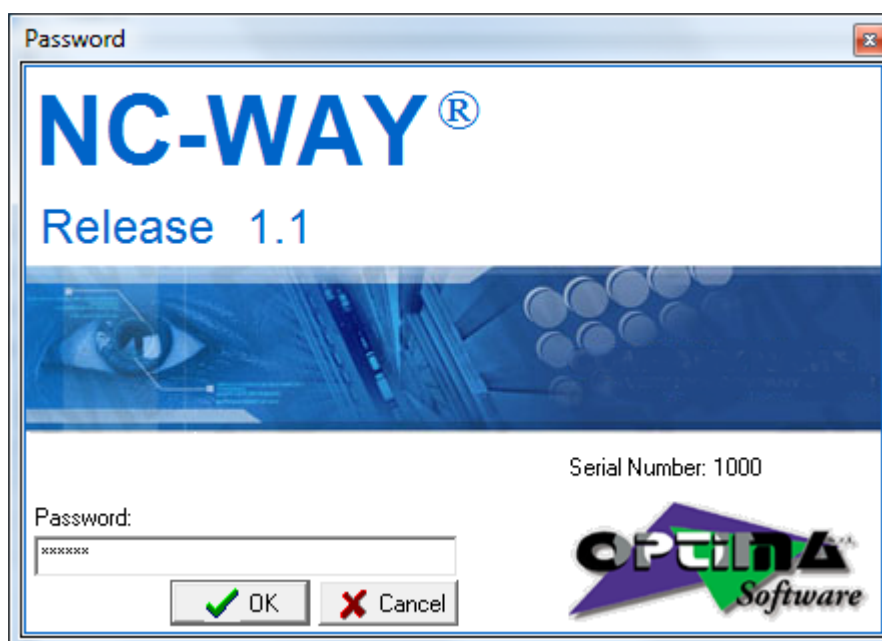 Password
NC-WAY®
Release 1.1
Serial Number: 1000
Password:
******
OK Cancel
OPTIMA
Software